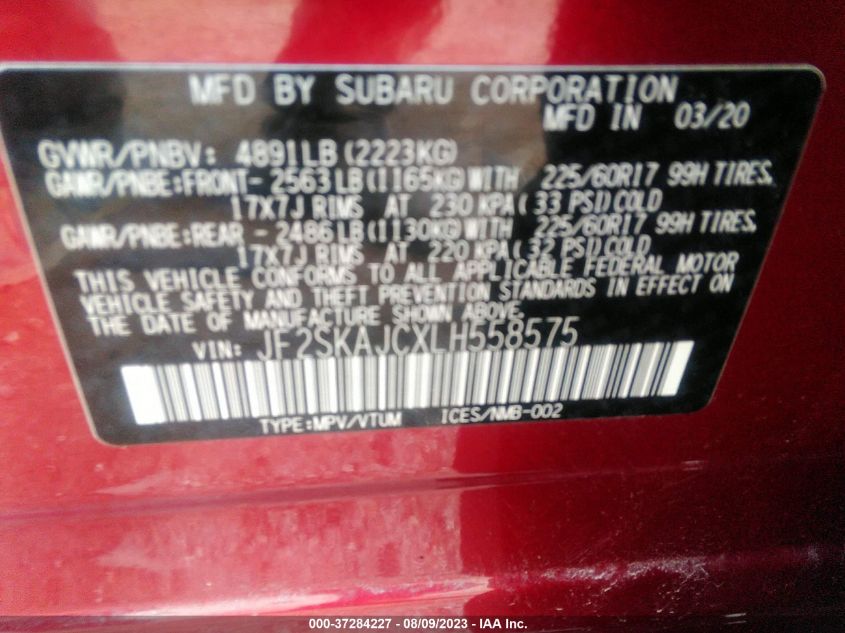 MFD BY SUBARU CORPORATION
MFD IN 03/20
GVWR/PNBV: 4891LB (2223KG)
GAWR/PNBE:FRONT- 2563LB(1165KG)WITH 225/60R17 99H TIRES,
17X7J RIMS AT 230 KPA( 33 PSI)COLD
GAWR/PNBE:REAR - 2486LB(1130KG)WITH 225/60R17 99H TIRES,
17X7J RIMS AT 220 KPA( 32 PSI)COLD
THIS VEHICLE CONFORMS TO ALL APPLICABLE FEDERAL MOTOR
VEHICLE SAFETY AND THEFT PREVENTION STANDARDS IN EFFECT ON
THE DATE OF MANUFACTURE SHOWN ABOVE.
VIN: JF2SKAJCXLH558575
TYPE:MPV/VTUM ICES/NMB-002
000-37284227 - 08/09/2023 - IAA Inc.